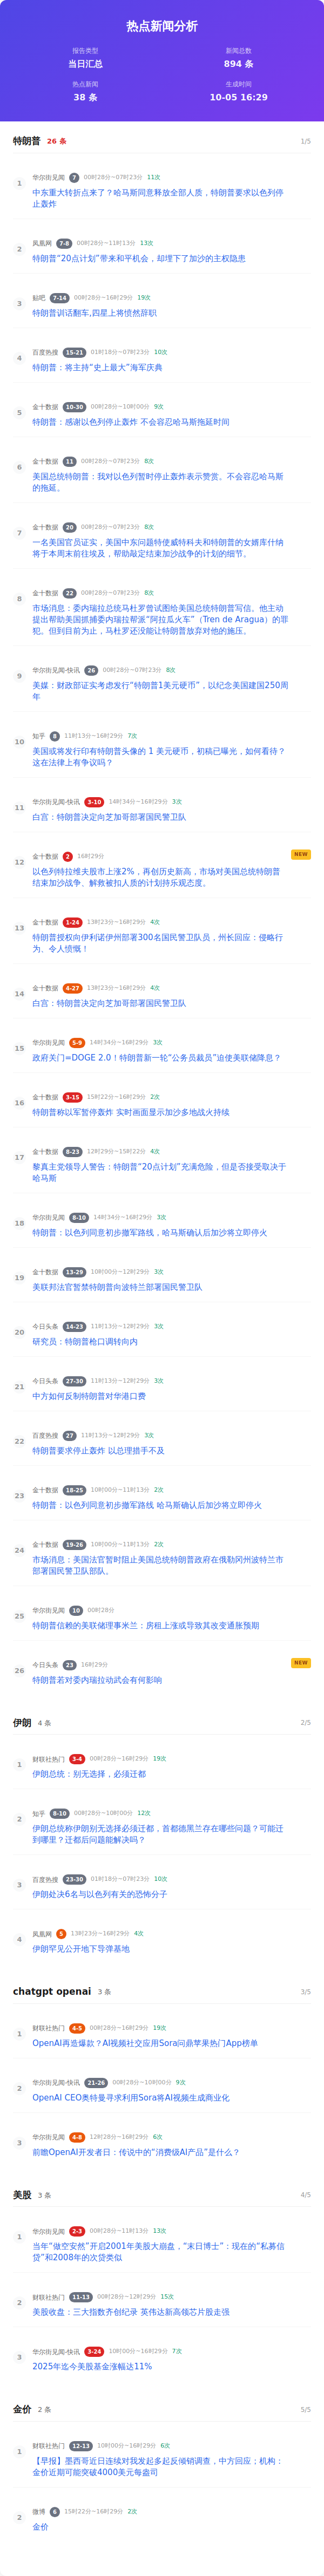 热点新闻分析
报告类型
新闻总数
当日汇总
894 条
热点新闻
生成时间
38 条
10-05 16:29
特朗普 26 条 1/5
1
华尔街见闻 7 00时28分~07时23分 11次
中东重大转折点来了？哈马斯同意释放全部人质，特朗普要求以色列停
止轰炸
2
凤凰网 7-8 00时28分~11时13分 13次
特朗普“20点计划”带来和平机会，却埋下了加沙的主权隐患
3
贴吧 7-14 00时28分~16时29分 19次
特朗普训话翻车,四星上将愤然辞职
4
百度热搜 15-21 01时18分~07时23分 10次
特朗普：将主持“史上最大”海军庆典
5
金十数据 10-30 00时28分~10时00分 9次
特朗普：感谢以色列停止轰炸 不会容忍哈马斯拖延时间
6
金十数据 11 00时28分~07时23分 8次
美国总统特朗普：我对以色列暂时停止轰炸表示赞赏。不会容忍哈马斯
的拖延。
7
金十数据 20 00时28分~07时23分 8次
一名美国官员证实，美国中东问题特使威特科夫和特朗普的女婿库什纳
将于本周末前往埃及，帮助敲定结束加沙战争的计划的细节。
8
金十数据 22 00时28分~07时23分 8次
市场消息：委内瑞拉总统马杜罗曾试图给美国总统特朗普写信。他主动
提出帮助美国抓捕委内瑞拉帮派“阿拉瓜火车”（Tren de Aragua）的罪
犯。但到目前为止，马杜罗还没能让特朗普放弃对他的施压。
9
华尔街见闻-快讯 26 00时28分~07时23分 8次
美媒：财政部证实考虑发行“特朗普1美元硬币”，以纪念美国建国250周
年
10
知乎 8 11时13分~16时29分 7次
美国或将发行印有特朗普头像的 1 美元硬币，初稿已曝光，如何看待？
这在法律上有争议吗？
11
华尔街见闻-快讯 3-10 14时34分~16时29分 3次
白宫：特朗普决定向芝加哥部署国民警卫队
12
金十数据 2 16时29分 NEW
以色列特拉维夫股市上涨2%，再创历史新高，市场对美国总统特朗普
结束加沙战争、解救被扣人质的计划持乐观态度。
13
金十数据 1-24 13时23分~16时29分 4次
特朗普授权向伊利诺伊州部署300名国民警卫队员，州长回应：侵略行
为、令人愤慨！
14
金十数据 4-27 13时23分~16时29分 4次
白宫：特朗普决定向芝加哥部署国民警卫队
15
华尔街见闻 5-9 14时34分~16时29分 3次
政府关门=DOGE 2.0！特朗普新一轮“公务员裁员”迫使美联储降息？
16
金十数据 3-15 15时22分~16时29分 2次
特朗普称以军暂停轰炸 实时画面显示加沙多地战火持续
17
金十数据 8-23 12时29分~15时22分 4次
黎真主党领导人警告：特朗普“20点计划”充满危险，但是否接受取决于
哈马斯
18
华尔街见闻 8-10 14时34分~16时29分 3次
特朗普：以色列同意初步撤军路线，哈马斯确认后加沙将立即停火
19
金十数据 13-29 10时00分~12时29分 3次
美联邦法官暂禁特朗普向波特兰部署国民警卫队
20
今日头条 14-23 11时13分~12时29分 3次
研究员：特朗普枪口调转向内
21
今日头条 27-30 11时13分~12时29分 3次
中方如何反制特朗普对华港口费
22
百度热搜 27 11时13分~12时29分 3次
特朗普要求停止轰炸 以总理措手不及
23
金十数据 18-25 10时00分~11时13分 2次
特朗普：以色列同意初步撤军路线 哈马斯确认后加沙将立即停火
24
金十数据 19-26 10时00分~11时13分 2次
市场消息：美国法官暂时阻止美国总统特朗普政府在俄勒冈州波特兰市
部署国民警卫队部队。
25
华尔街见闻 10 00时28分
特朗普信赖的美联储理事米兰：房租上涨或导致其改变通胀预期
26
今日头条 23 16时29分 NEW
特朗普若对委内瑞拉动武会有何影响
伊朗 4 条 2/5
1
财联社热门 3-4 00时28分~16时29分 19次
伊朗总统：别无选择，必须迁都
2
知乎 8-10 00时28分~10时00分 12次
伊朗总统称伊朗别无选择必须迁都，首都德黑兰存在哪些问题？可能迁
到哪里？迁都后问题能解决吗？
3
百度热搜 23-30 01时18分~07时23分 10次
伊朗处决6名与以色列有关的恐怖分子
4
凤凰网 5 13时23分~16时29分 4次
伊朗罕见公开地下导弹基地
chatgpt openai 3 条 3/5
1
财联社热门 4-5 00时28分~16时29分 19次
OpenAI再造爆款？AI视频社交应用Sora问鼎苹果热门App榜单
2
华尔街见闻-快讯 21-26 00时28分~10时00分 9次
OpenAI CEO奥特曼寻求利用Sora将AI视频生成商业化
3
华尔街见闻 4-8 12时28分~16时29分 6次
前瞻OpenAI开发者日：传说中的“消费级AI产品”是什么？
美股 3 条 4/5
1
华尔街见闻 2-3 00时28分~11时13分 13次
当年“做空安然”开启2001年美股大崩盘，“末日博士”：现在的“私募信
贷”和2008年的次贷类似
2
财联社热门 11-13 00时28分~12时29分 15次
美股收盘：三大指数齐创纪录 英伟达新高领芯片股走强
3
华尔街见闻-快讯 3-24 10时00分~16时29分 7次
2025年迄今美股基金涨幅达11%
金价 2 条 5/5
1
财联社热门 12-13 10时00分~16时29分 6次
【早报】墨西哥近日连续对我发起多起反倾销调查，中方回应；机构：
金价近期可能突破4000美元每盎司
2
微博 6 15时22分~16时29分 2次
金价